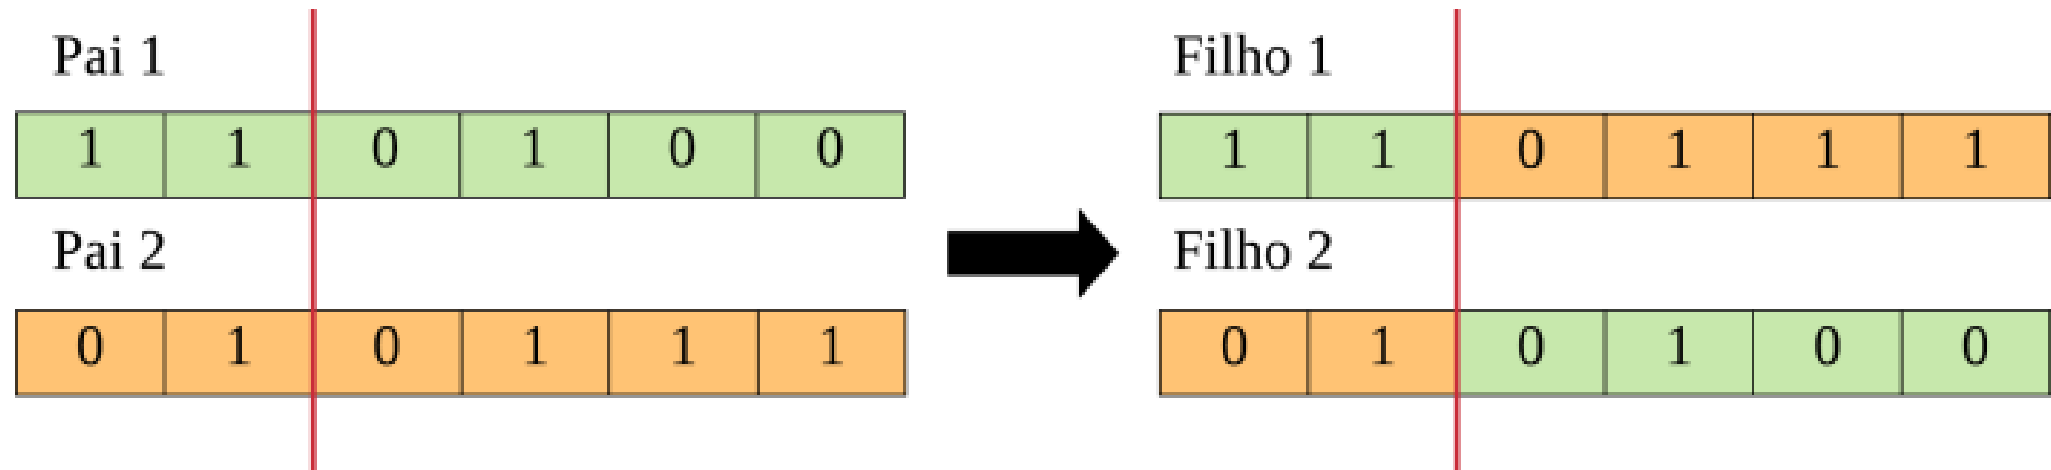 Pai 1
1 1 0 1 0 0
Pai 2
0 1 0 1 1 1
Filho 1
1 1 0 1 1 1
Filho 2
0 1 0 1 0 0